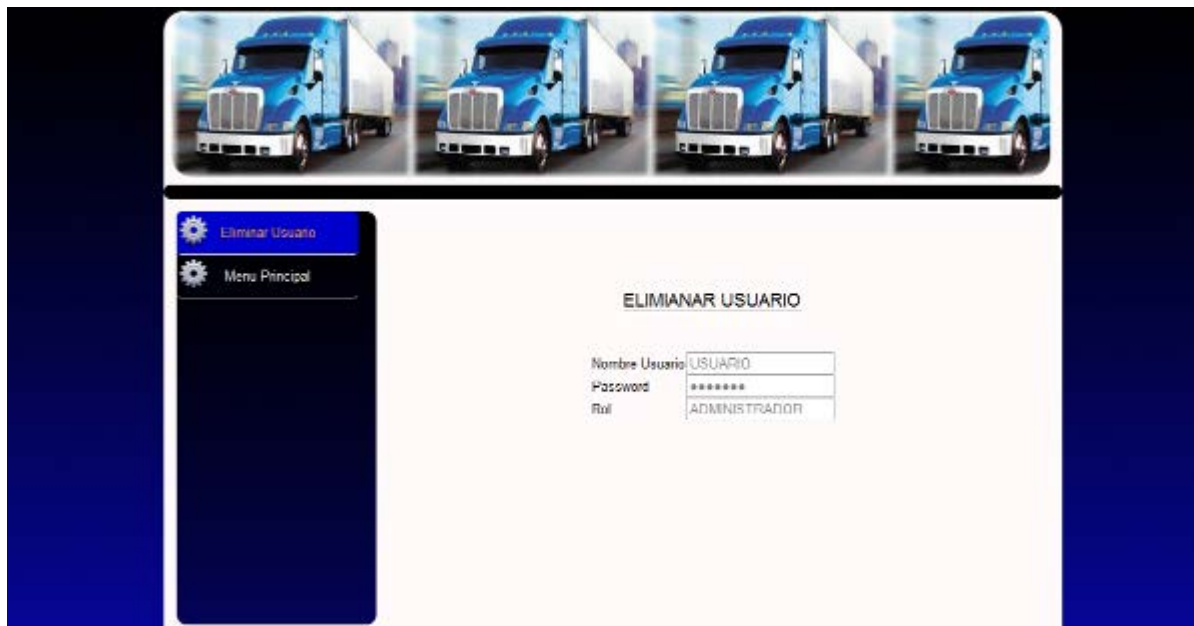 Eliminar Usuario
Menu Principal
ELIMIANAR USUARIO
Nombre Usuario USUARIO
Password •••••••
Rol ADMINISTRADOR